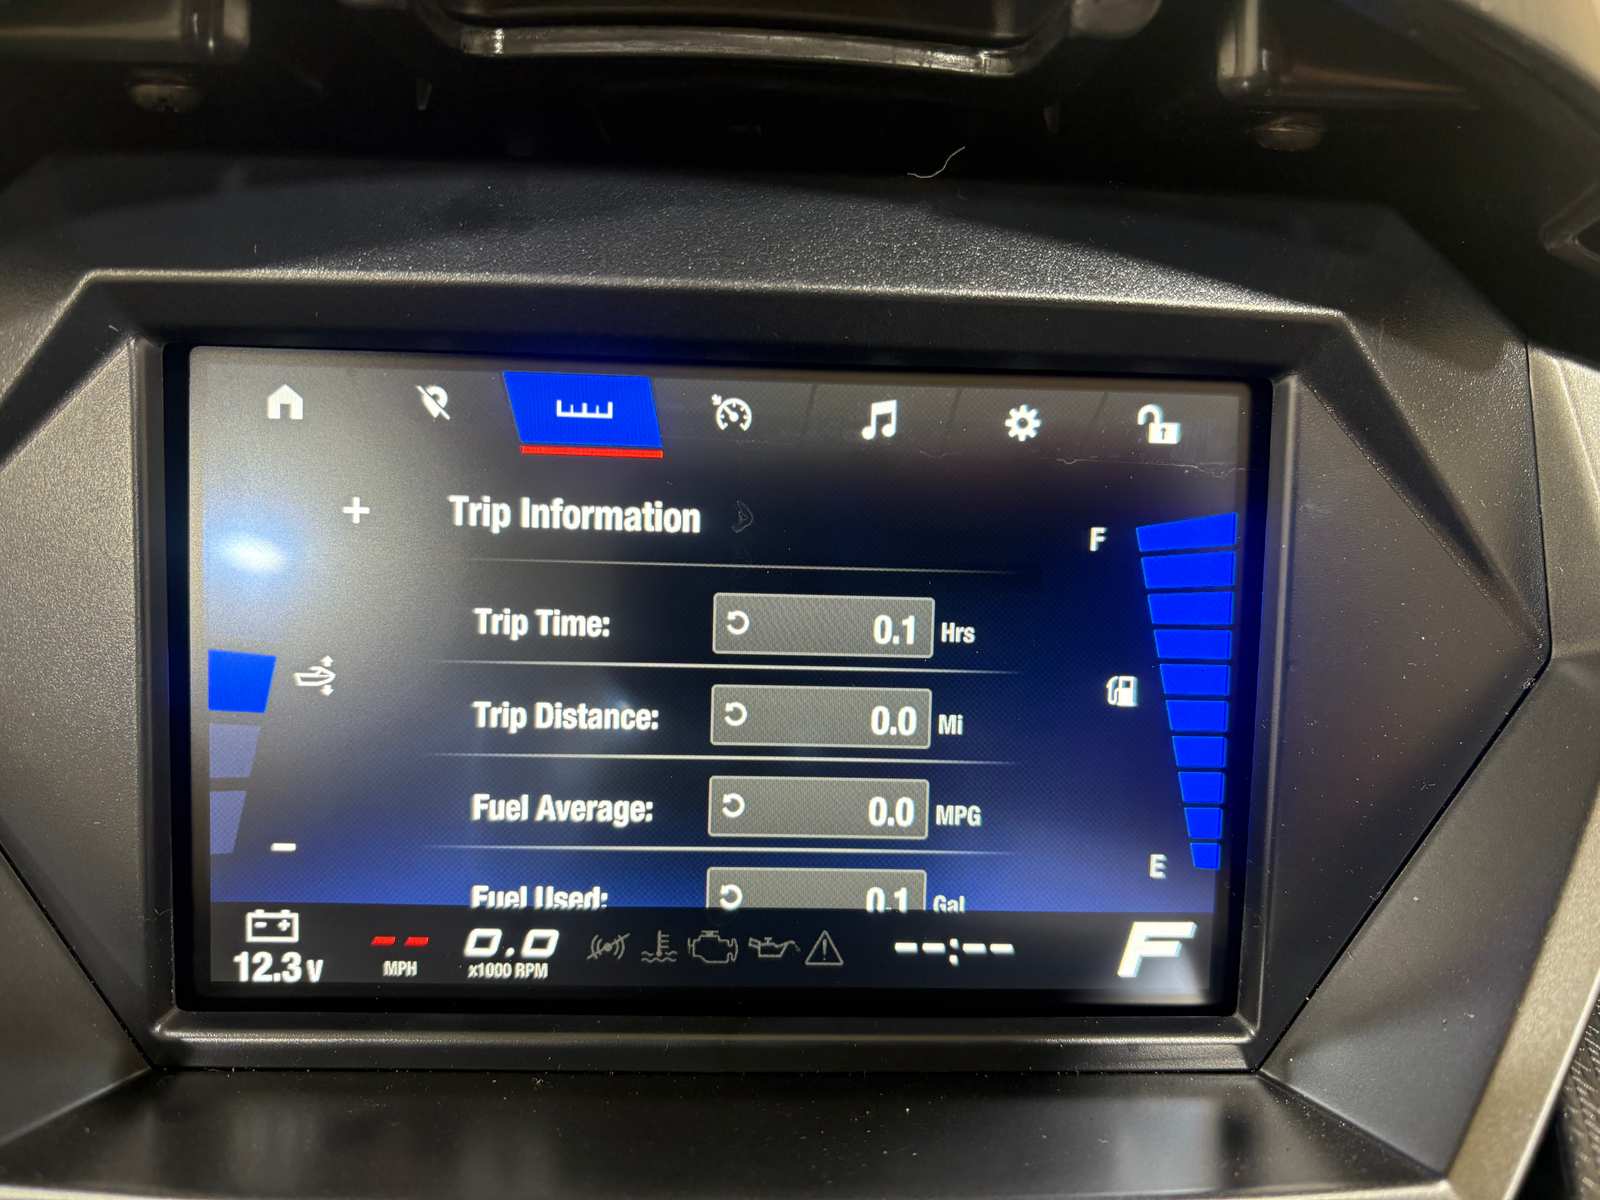 Trip Information
F
Trip Time: 0.1 Hrs
Trip Distance: 0.0 Mi
Fuel Average: 0.0 MPG
E
Fuel Used: 0.1 Gal
12.3 V
-- MPH
0.0 x1000 RPM
--:--
F